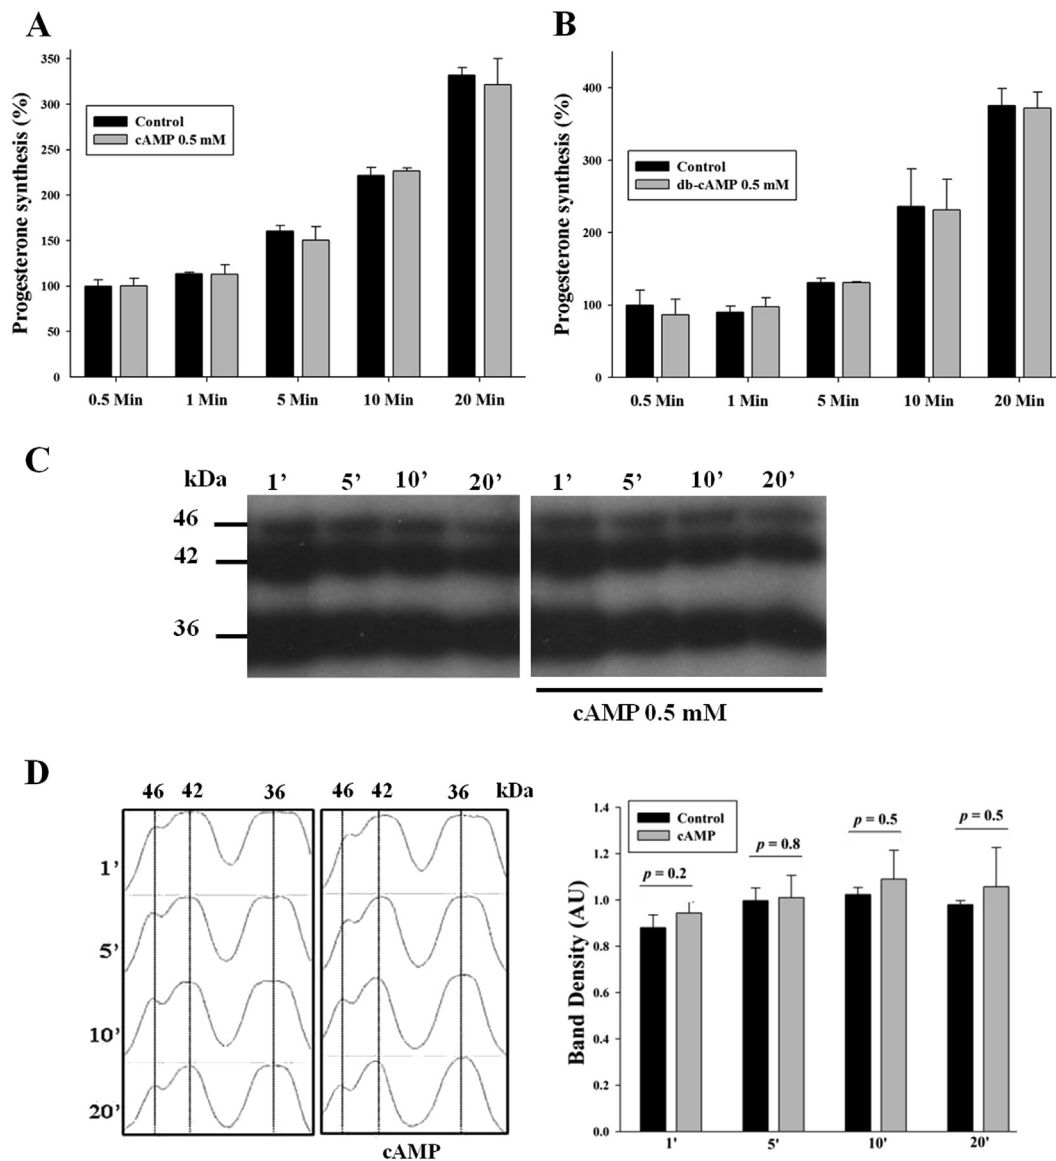 A
Progesterone synthesis (%)
350
300
250
200
150
100
50
0
Control
cAMP 0.5 mM
0.5 Min 1 Min 5 Min 10 Min 20 Min
B
Progesterone synthesis (%)
400
300
200
100
0
Control
db-cAMP 0.5 mM
0.5 Min 1 Min 5 Min 10 Min 20 Min
C
kDa 1’ 5’ 10’ 20’ 1’ 5’ 10’ 20’
46
42
36
cAMP 0.5 mM
D
46 42 36 46 42 36 kDa
1’
5’
10’
20’
cAMP
Band Density (AU)
1.4
1.2
1.0
0.8
0.6
0.4
0.2
0.0
Control
cAMP
p = 0.2
p = 0.8
p = 0.5
p = 0.5
1' 5' 10' 20'